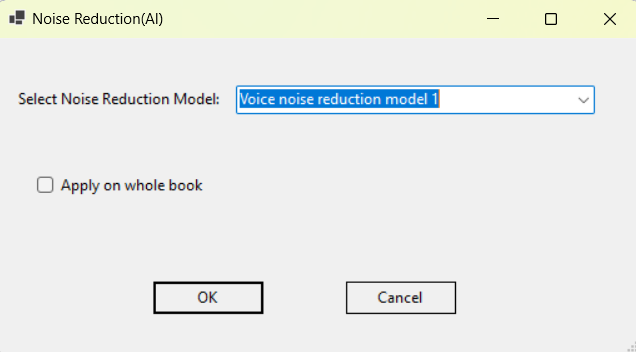 Noise Reduction(AI)
Select Noise Reduction Model: Voice noise reduction model 1
Apply on whole book
OK Cancel